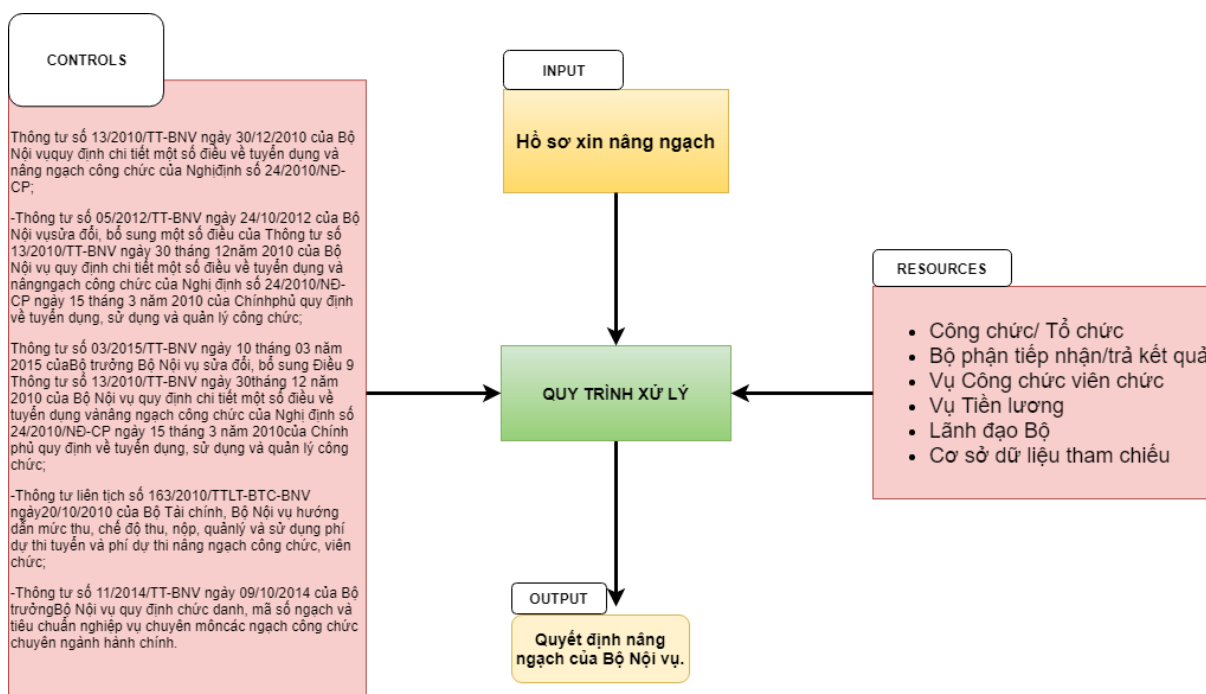 CONTROLS
Thông tư số 13/2010/TT-BNV ngày 30/12/2010 của Bộ
Nội vụquy định chi tiết một số điều về tuyển dụng và
nâng ngạch công chức của Nghịđịnh số 24/2010/NĐ-
CP;
-Thông tư số 05/2012/TT-BNV ngày 24/10/2012 của Bộ
Nội vụsửa đổi, bổ sung một số điều của Thông tư số
13/2010/TT-BNV ngày 30 tháng 12năm 2010 của Bộ
Nội vụ quy định chi tiết một số điều về tuyển dụng và
nângngạch công chức của Nghị định số 24/2010/NĐ-
CP ngày 15 tháng 3 năm 2010 của Chínhphủ quy định
về tuyển dụng, sử dụng và quản lý công chức;
Thông tư số 03/2015/TT-BNV ngày 10 tháng 03 năm
2015 củaBộ trưởng Bộ Nội vụ sửa đổi, bổ sung Điều 9
Thông tư số 13/2010/TT-BNV ngày 30tháng 12 năm
2010 của Bộ Nội vụ quy định chi tiết một số điều về
tuyển dụng vànâng ngạch công chức của Nghị định số
24/2010/NĐ-CP ngày 15 tháng 3 năm 2010của Chính
phủ quy định về tuyển dụng, sử dụng và quản lý công
chức;
-Thông tư liên tịch số 163/2010/TTLT-BTC-BNV
ngày20/10/2010 của Bộ Tài chính, Bộ Nội vụ hướng
dẫn mức thu, chế độ thu, nộp, quảnlý và sử dụng phí
dự thi tuyển và phí dự thi nâng ngạch công chức, viên
chức;
-Thông tư số 11/2014/TT-BNV ngày 09/10/2014 của Bộ
trưởngBộ Nội vụ quy định chức danh, mã số ngạch và
tiêu chuẩn nghiệp vụ chuyên môncác ngạch công chức
chuyên ngành hành chính.
INPUT
Hồ sơ xin nâng ngạch
QUY TRÌNH XỬ LÝ
OUTPUT
Quyết định nâng
ngạch của Bộ Nội vụ.
RESOURCES
• Công chức/ Tổ chức
• Bộ phận tiếp nhận/trả kết quả
• Vụ Công chức viên chức
• Vụ Tiền lương
• Lãnh đạo Bộ
• Cơ sở dữ liệu tham chiếu